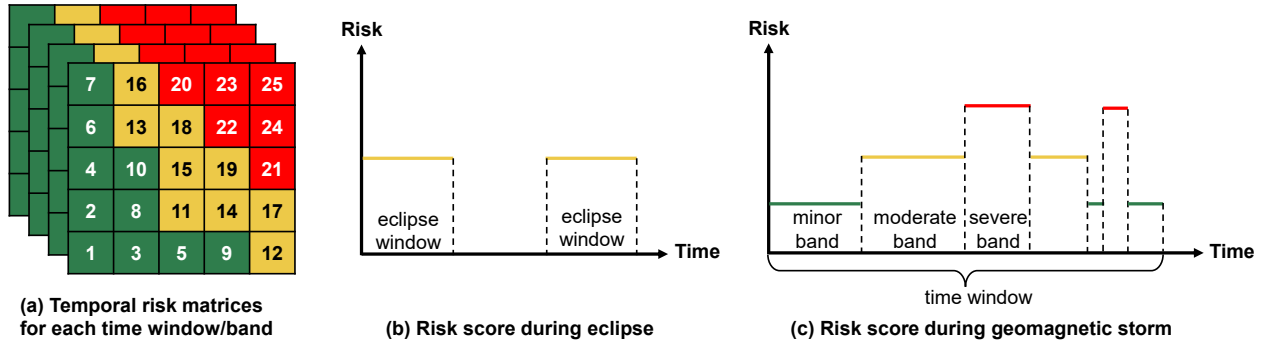 7 16 20 23 25
6 13 18 22 24
4 10 15 19 21
2 8 11 14 17
1 3 5 9 12
(a) Temporal risk matrices
for each time window/band
Risk
eclipse
window
eclipse
window
Time
(b) Risk score during eclipse
Risk
minor
band
moderate
band
severe
band
Time
time window
(c) Risk score during geomagnetic storm